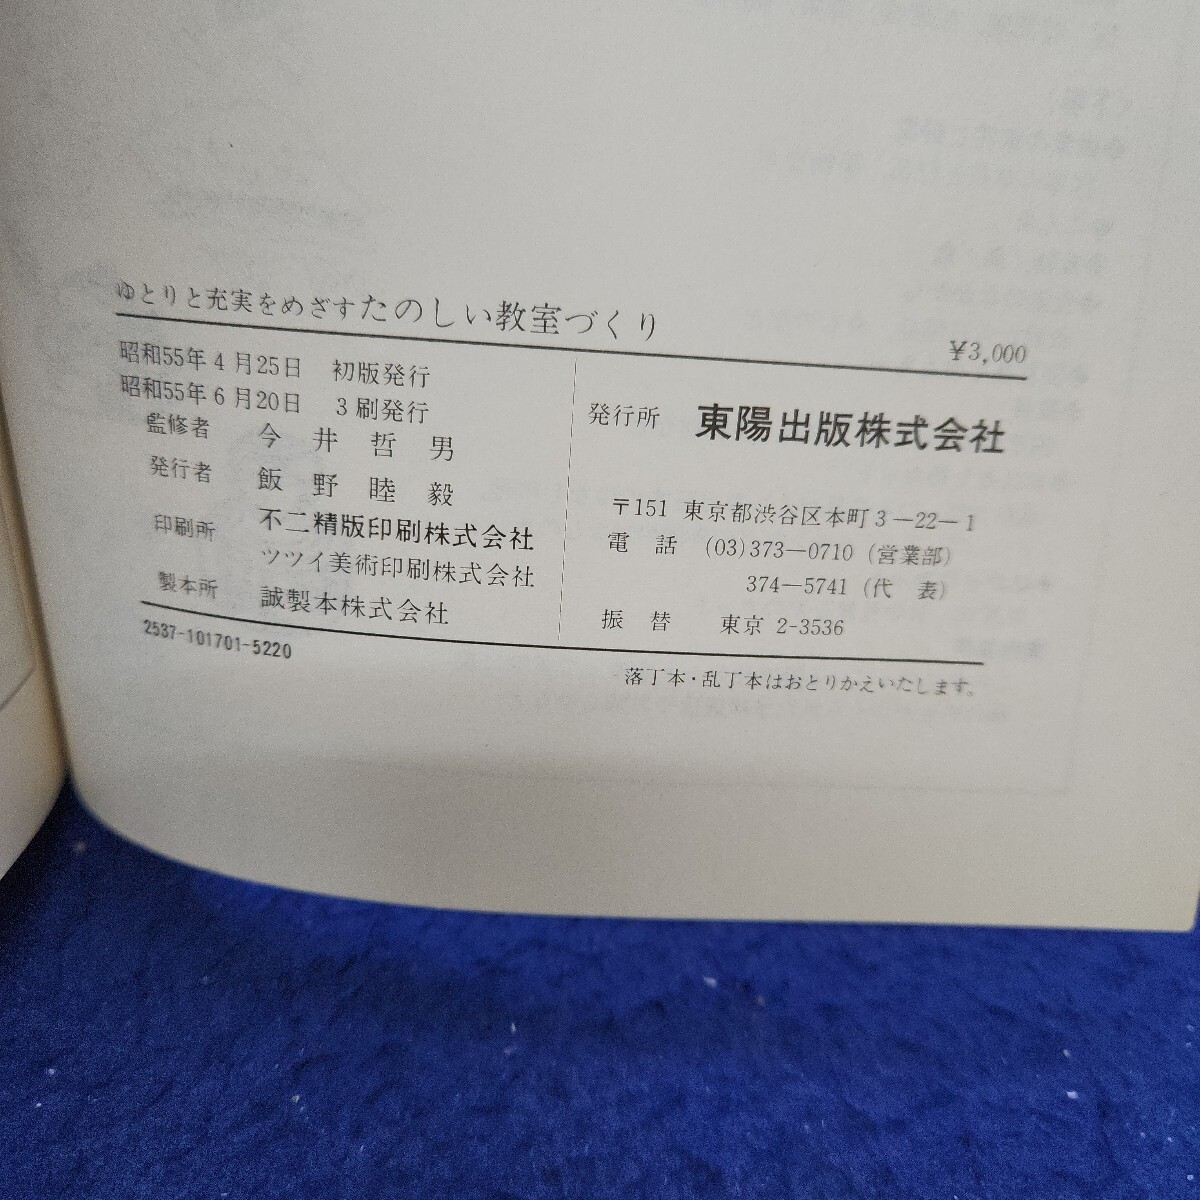 ゆとりと充実をめざすたのしい教室づくり
¥3,000
昭和55年4月25日 初版発行
昭和55年6月20日 3刷発行
監修者 今井哲男
発行者 飯野睦毅
印刷所 不二精版印刷株式会社
ツツイ美術印刷株式会社
製本所 誠製本株式会社
発行所 東陽出版株式会社
〒151 東京都渋谷区本町3-22-1
電話 (03)373-0710(営業部)
374-5741(代表)
振替 東京2-3536
2537-101701-5220
落丁本・乱丁本はおとりかえいたします。